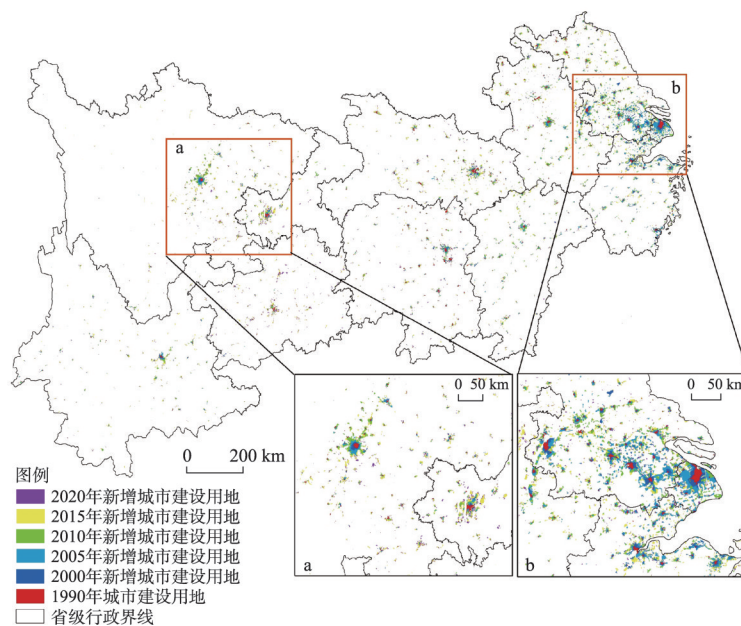 b
a
0 50 km
0 50 km
0 200 km
图例
2020年新增城市建设用地
2015年新增城市建设用地
2010年新增城市建设用地
2005年新增城市建设用地
2000年新增城市建设用地
1990年城市建设用地
省级行政界线
a
b